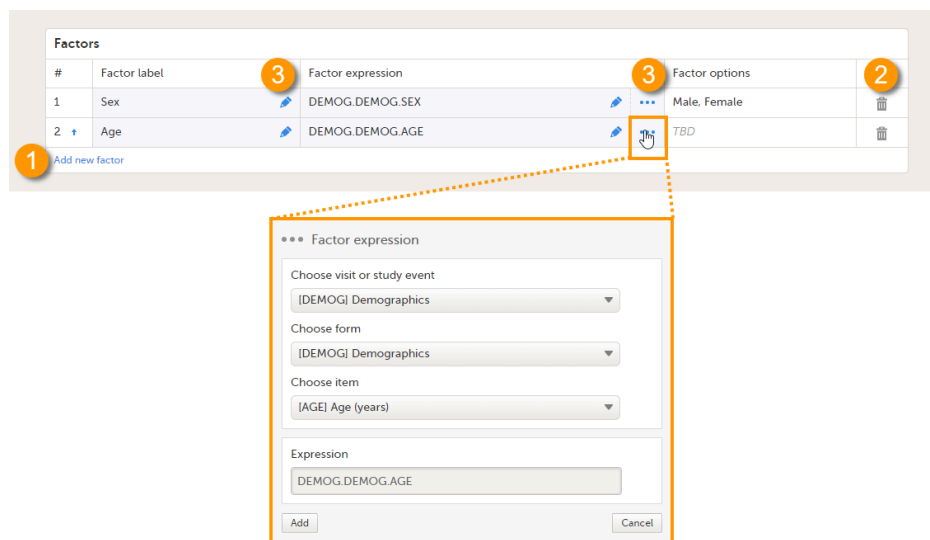 Factors
# Factor label 3 Factor expression 3 Factor options 2
1 Sex DEMOG.DEMOG.SEX Male, Female
2 Age DEMOG.DEMOG.AGE TBD
1 Add new factor
Factor expression
Choose visit or study event
[DEMOG] Demographics
Choose form
[DEMOG] Demographics
Choose item
[AGE] Age (years)
Expression
DEMOG.DEMOG.AGE
Add Cancel